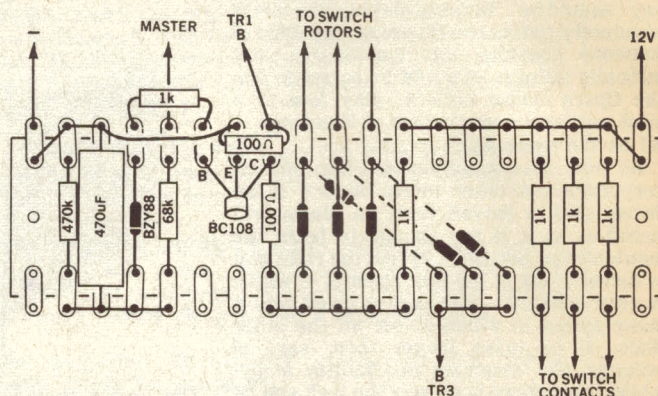 −
MASTER
TR1
B
TO SWITCH
ROTORS
12V
1k
100Ω
B
E
C
470k
470uF
BZY88
68k
BC108
100Ω
1k
1k
1k
1k
B
TR3
TO SWITCH
CONTACTS